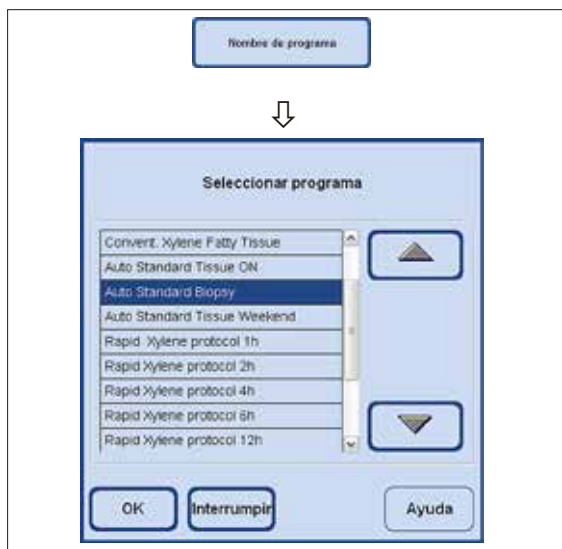 Nombre de programa
Seleccionar programa
Convent. Xylene Fatty Tissue
Auto Standard Tissue ON
Auto Standard Biopsy
Auto Standard Tissue Weekend
Rapid Xylene protocol 1h
Rapid Xylene protocol 2h
Rapid Xylene protocol 4h
Rapid Xylene protocol 6h
Rapid Xylene protocol 12h
OK
Interrumpir
Ayuda